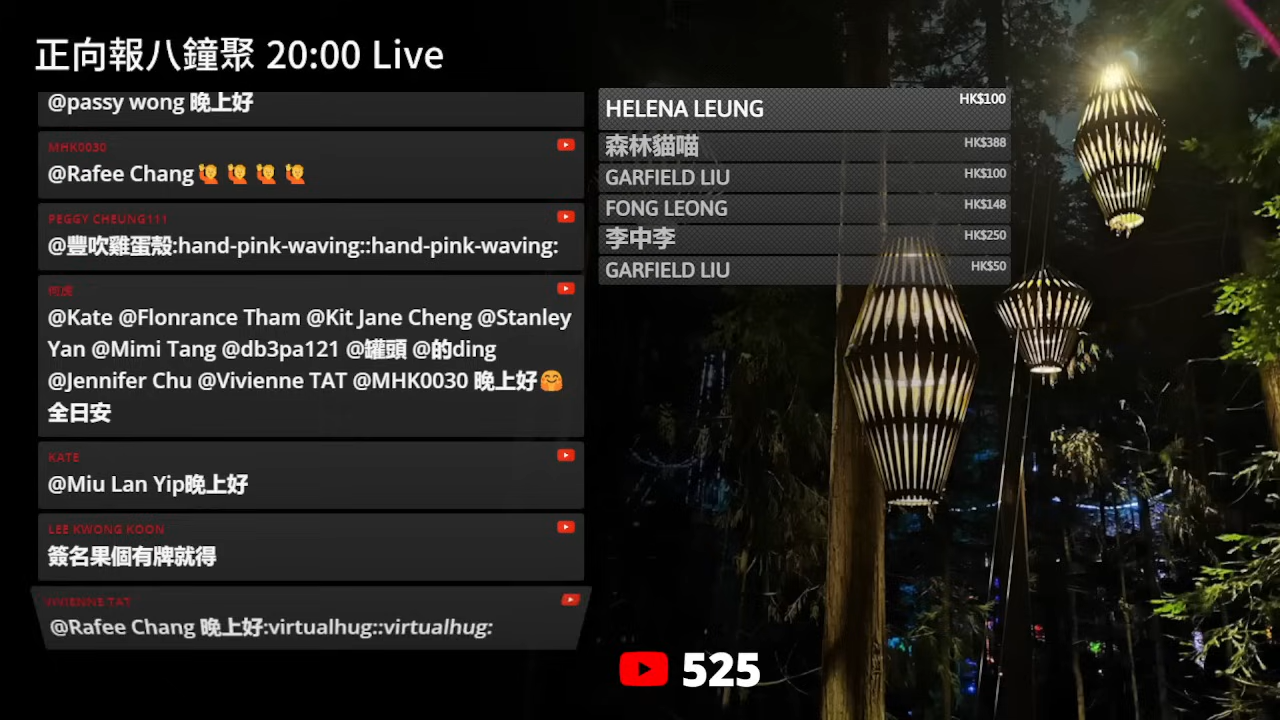 正向報八鐘聚 20:00 Live
@passy wong 晚上好
MHK0030
@Rafee Chang🙋🙋🙋🙋
PEGGY CHEUNG111
@豐吹雞蛋殼:hand-pink-waving::hand-pink-waving:
何虎
@Kate @Flonrance Tham @Kit Jane Cheng @Stanley
Yan @Mimi Tang @db3pa121 @罐頭 @的ding
@Jennifer Chu @Vivienne TAT @MHK0030 晚上好🤗
全日安
KATE
@Miu Lan Yip晚上好
LEE KWONG KOON
簽名果個有牌就得
VIVIENNE TAT
@Rafee Chang 晚上好:virtualhug::virtualhug:
HELENA LEUNG HK$100
森林貓喵 HK$388
GARFIELD LIU HK$100
FONG LEONG HK$148
李中李 HK$250
GARFIELD LIU HK$50
525